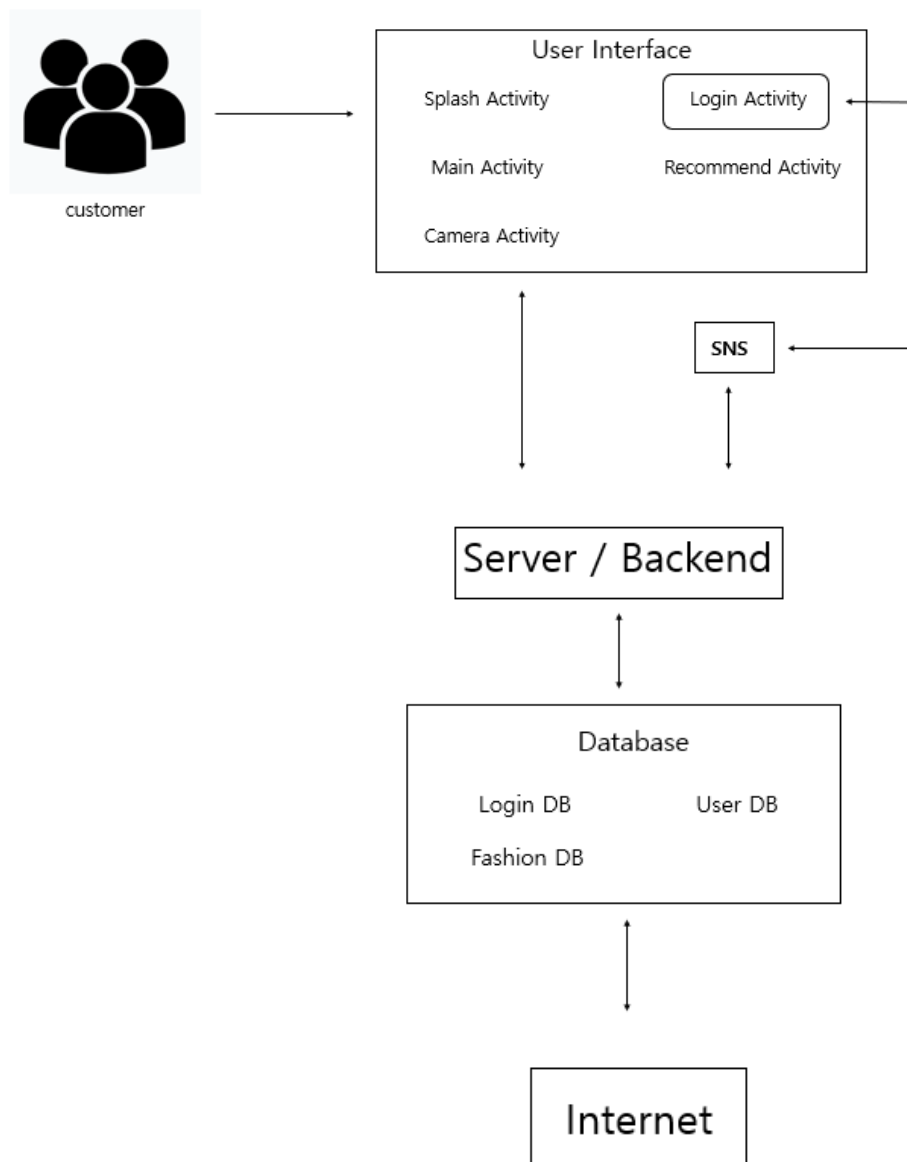 User Interface
Splash Activity
Login Activity
Main Activity
Recommend Activity
Camera Activity
customer
SNS
Server / Backend
Database
Login DB
User DB
Fashion DB
Internet